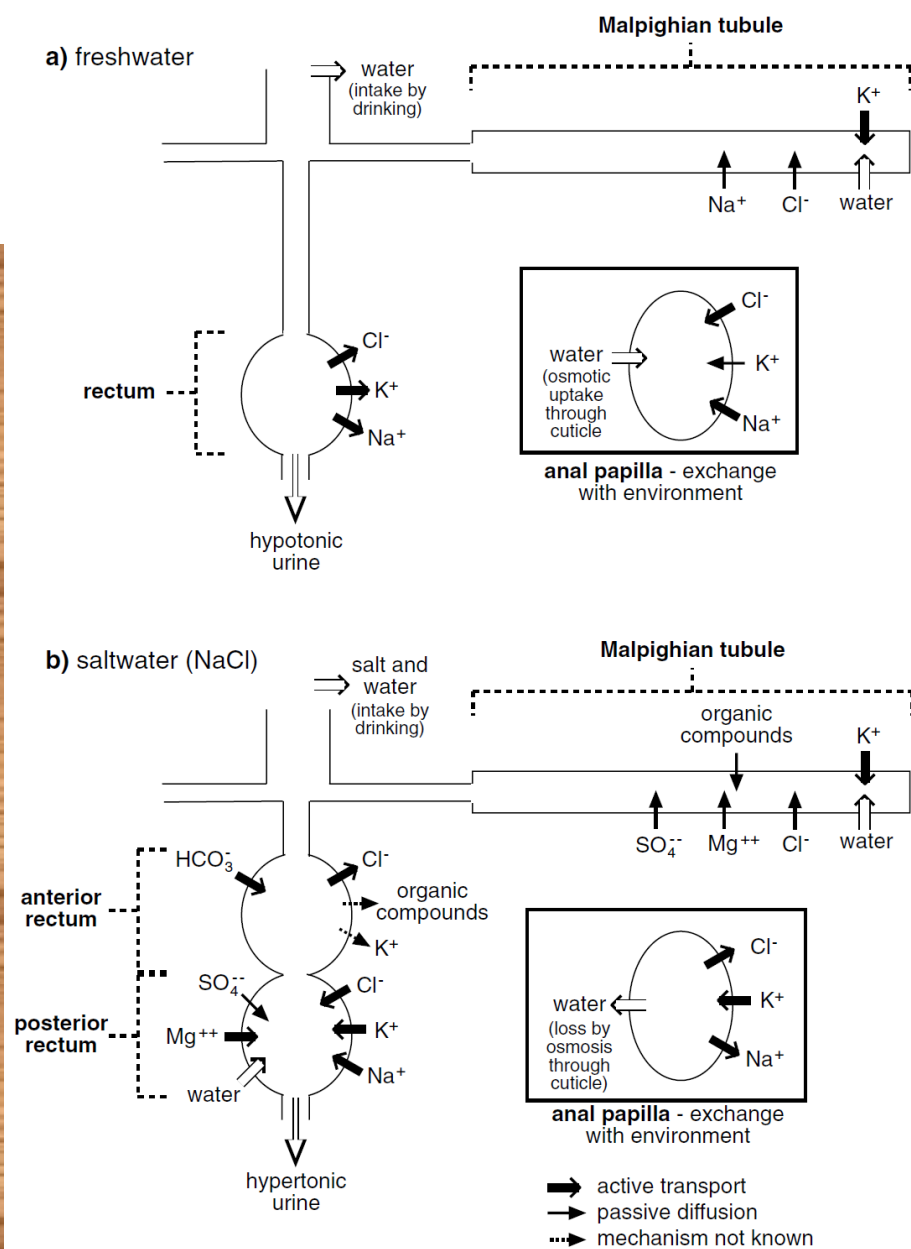 a) freshwater
Malpighian tubule
water
(intake by
drinking)
K+
Na+
Cl-
water
rectum
Cl-
K+
Na+
hypotonic
urine
water
(osmotic
uptake
through
cuticle
Cl-
K+
Na+
anal papilla - exchange
with environment
b) saltwater (NaCl)
Malpighian tubule
salt and
water
(intake by
drinking)
organic
compounds
K+
SO4--
Mg++
Cl-
water
anterior
rectum
HCO3-
Cl-
organic
compounds
K+
posterior
rectum
SO4--
Mg++
water
Cl-
K+
Na+
hypertonic
urine
water
(loss by
osmosis
through
cuticle)
Cl-
K+
Na+
anal papilla - exchange
with environment
active transport
passive diffusion
mechanism not known